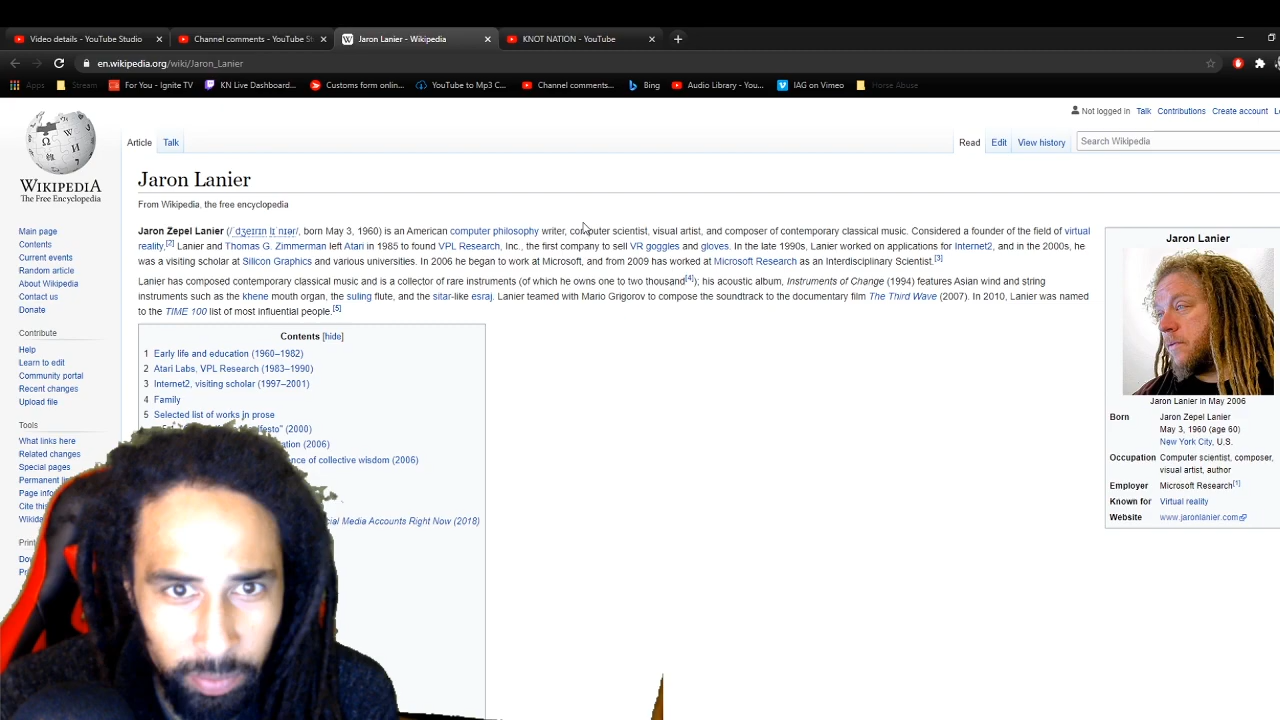 Video details - YouTube Studio
Channel comments - YouTube St
Jaron Lanier - Wikipedia
KNOT NATION - YouTube
en.wikipedia.org/wiki/Jaron_Lanier
Apps
Stream
For You - Ignite TV
KN Live Dashboard...
Customs form onlin...
YouTube to Mp3 C...
Channel comments...
Bing
Audio Library - You...
IAG on Vimeo
Horse Abuse
Not logged in Talk Contributions Create account
WIKIPEDIA
The Free Encyclopedia
Article Talk
Read Edit View history
Search Wikipedia
Main page
Contents
Current events
Random article
About Wikipedia
Contact us
Donate
Contribute
Help
Learn to edit
Community portal
Recent changes
Upload file
Tools
What links here
Related changes
Special pages
Permanent
Page info
Cite this
Jaron Lanier
From Wikipedia, the free encyclopedia
Jaron Zepel Lanier (/ˈdʒeɪrɪn lɪˈnɪər/, born May 3, 1960) is an American computer philosophy writer, computer scientist, visual artist, and composer of contemporary classical music. Considered a founder of the field of virtual
reality,[2] Lanier and Thomas G. Zimmerman left Atari in 1985 to found VPL Research, Inc., the first company to sell VR goggles and gloves. In the late 1990s, Lanier worked on applications for Internet2, and in the 2000s, he
was a visiting scholar at Silicon Graphics and various universities. In 2006 he began to work at Microsoft, and from 2009 has worked at Microsoft Research as an Interdisciplinary Scientist.[3]
Lanier has composed contemporary classical music and is a collector of rare instruments (of which he owns one to two thousand[4]); his acoustic album, Instruments of Change (1994) features Asian wind and string
instruments such as the khene mouth organ, the suling flute, and the sitar-like esraj. Lanier teamed with Mario Grigorov to compose the soundtrack to the documentary film The Third Wave (2007). In 2010, Lanier was named
to the TIME 100 list of most influential people.[5]
Contents [hide]
1 Early life and education (1960–1982)
2 Atari Labs, VPL Research (1983–1990)
3 Internet2, visiting scholar (1997–2001)
4 Family
5 Selected list of works in prose
ifesto" (2000)
ation (2006)
ence of collective wisdom (2006)
cial Media Accounts Right Now (2018)
Jaron Lanier
Jaron Lanier in May 2006
Born Jaron Zepel Lanier
May 3, 1960 (age 60)
New York City, U.S.
Occupation Computer scientist, composer,
visual artist, author
Employer Microsoft Research[1]
Known for Virtual reality
Website www.jaronlanier.com